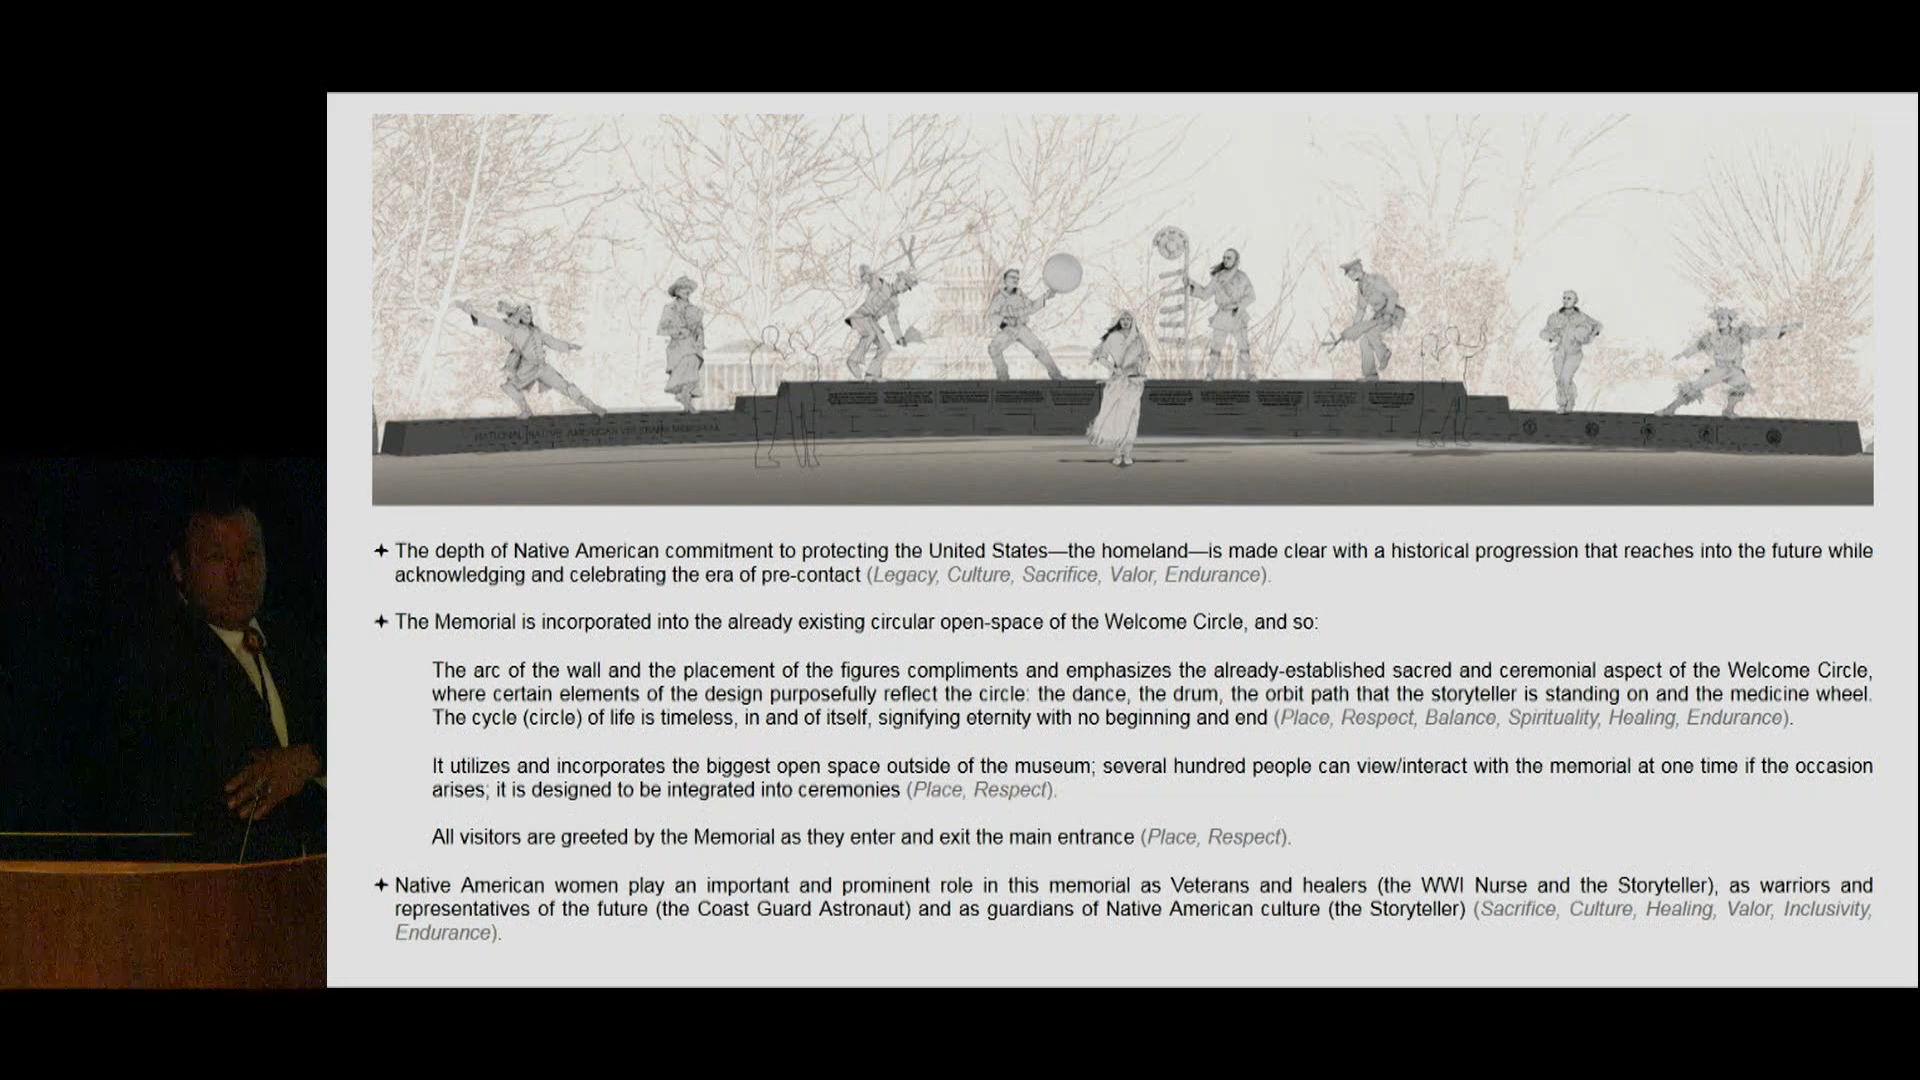 NATIONAL NATIVE AMERICAN VETERANS MEMORIAL
✦ The depth of Native American commitment to protecting the United States—the homeland—is made clear with a historical progression that reaches into the future while
acknowledging and celebrating the era of pre-contact (Legacy, Culture, Sacrifice, Valor, Endurance).
✦ The Memorial is incorporated into the already existing circular open-space of the Welcome Circle, and so:
The arc of the wall and the placement of the figures compliments and emphasizes the already-established sacred and ceremonial aspect of the Welcome Circle,
where certain elements of the design purposefully reflect the circle: the dance, the drum, the orbit path that the storyteller is standing on and the medicine wheel.
The cycle (circle) of life is timeless, in and of itself, signifying eternity with no beginning and end (Place, Respect, Balance, Spirituality, Healing, Endurance).
It utilizes and incorporates the biggest open space outside of the museum; several hundred people can view/interact with the memorial at one time if the occasion
arises; it is designed to be integrated into ceremonies (Place, Respect).
All visitors are greeted by the Memorial as they enter and exit the main entrance (Place, Respect).
✦ Native American women play an important and prominent role in this memorial as Veterans and healers (the WWI Nurse and the Storyteller), as warriors and
representatives of the future (the Coast Guard Astronaut) and as guardians of Native American culture (the Storyteller) (Sacrifice, Culture, Healing, Valor, Inclusivity,
Endurance).